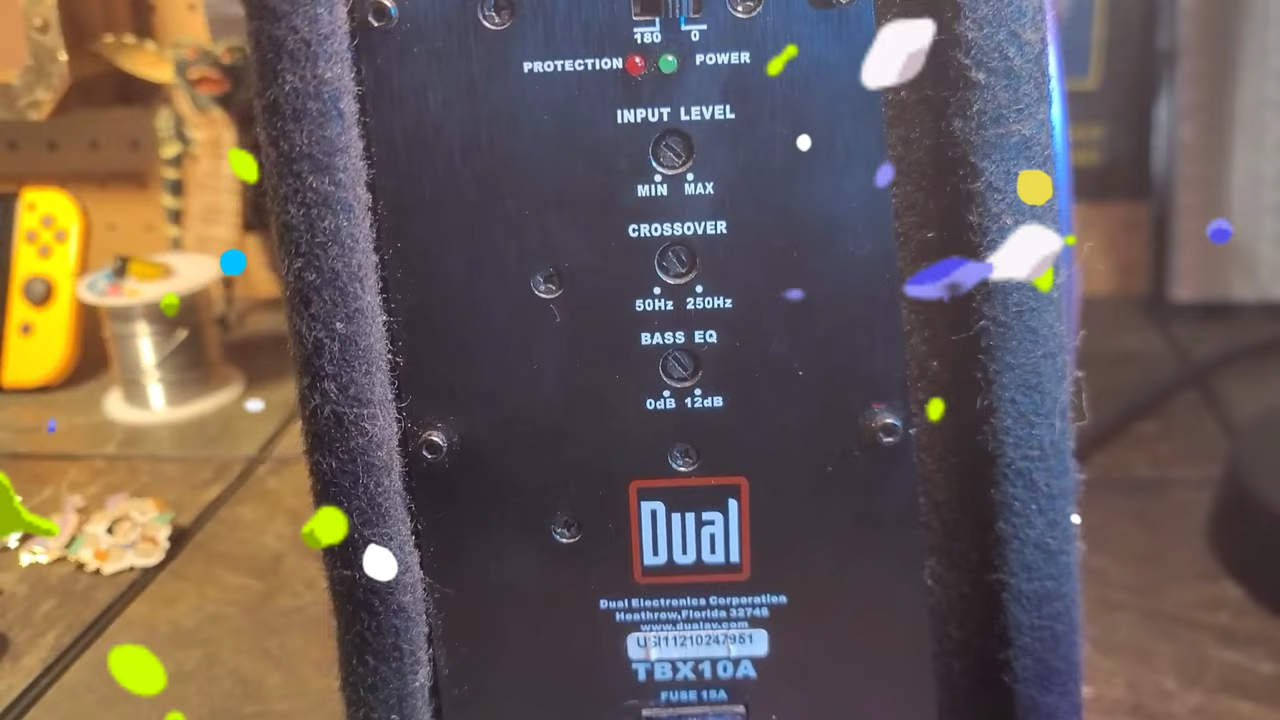 180 0
PROTECTION POWER
INPUT LEVEL
MIN MAX
CROSSOVER
50Hz 250Hz
BASS EQ
0dB 12dB
Dual
Dual Electronics Corporation
Heathrow,Florida 32746
www.dualav.com
USI11210247951
TBX10A
FUSE 15A